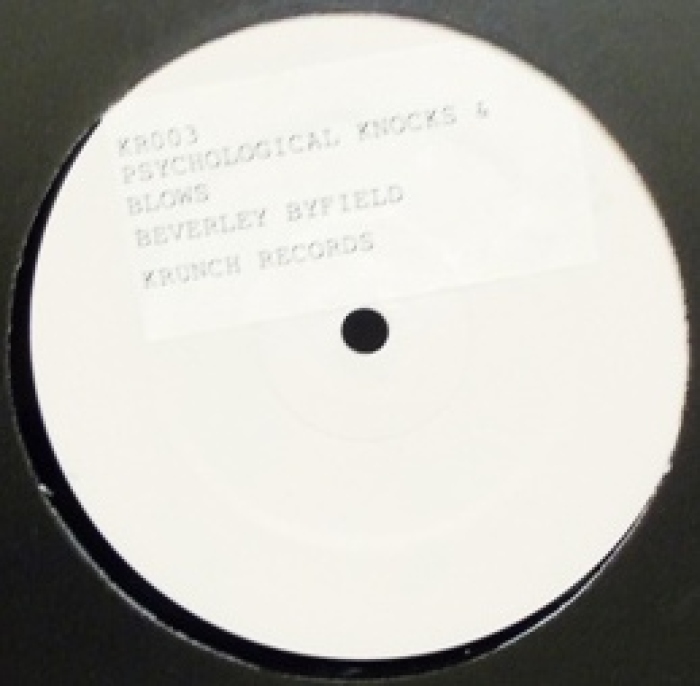 KR003
PSYCHOLOGICAL KNOCKS &
BLOWS
BEVERLEY BYFIELD
KRUNCH RECORDS